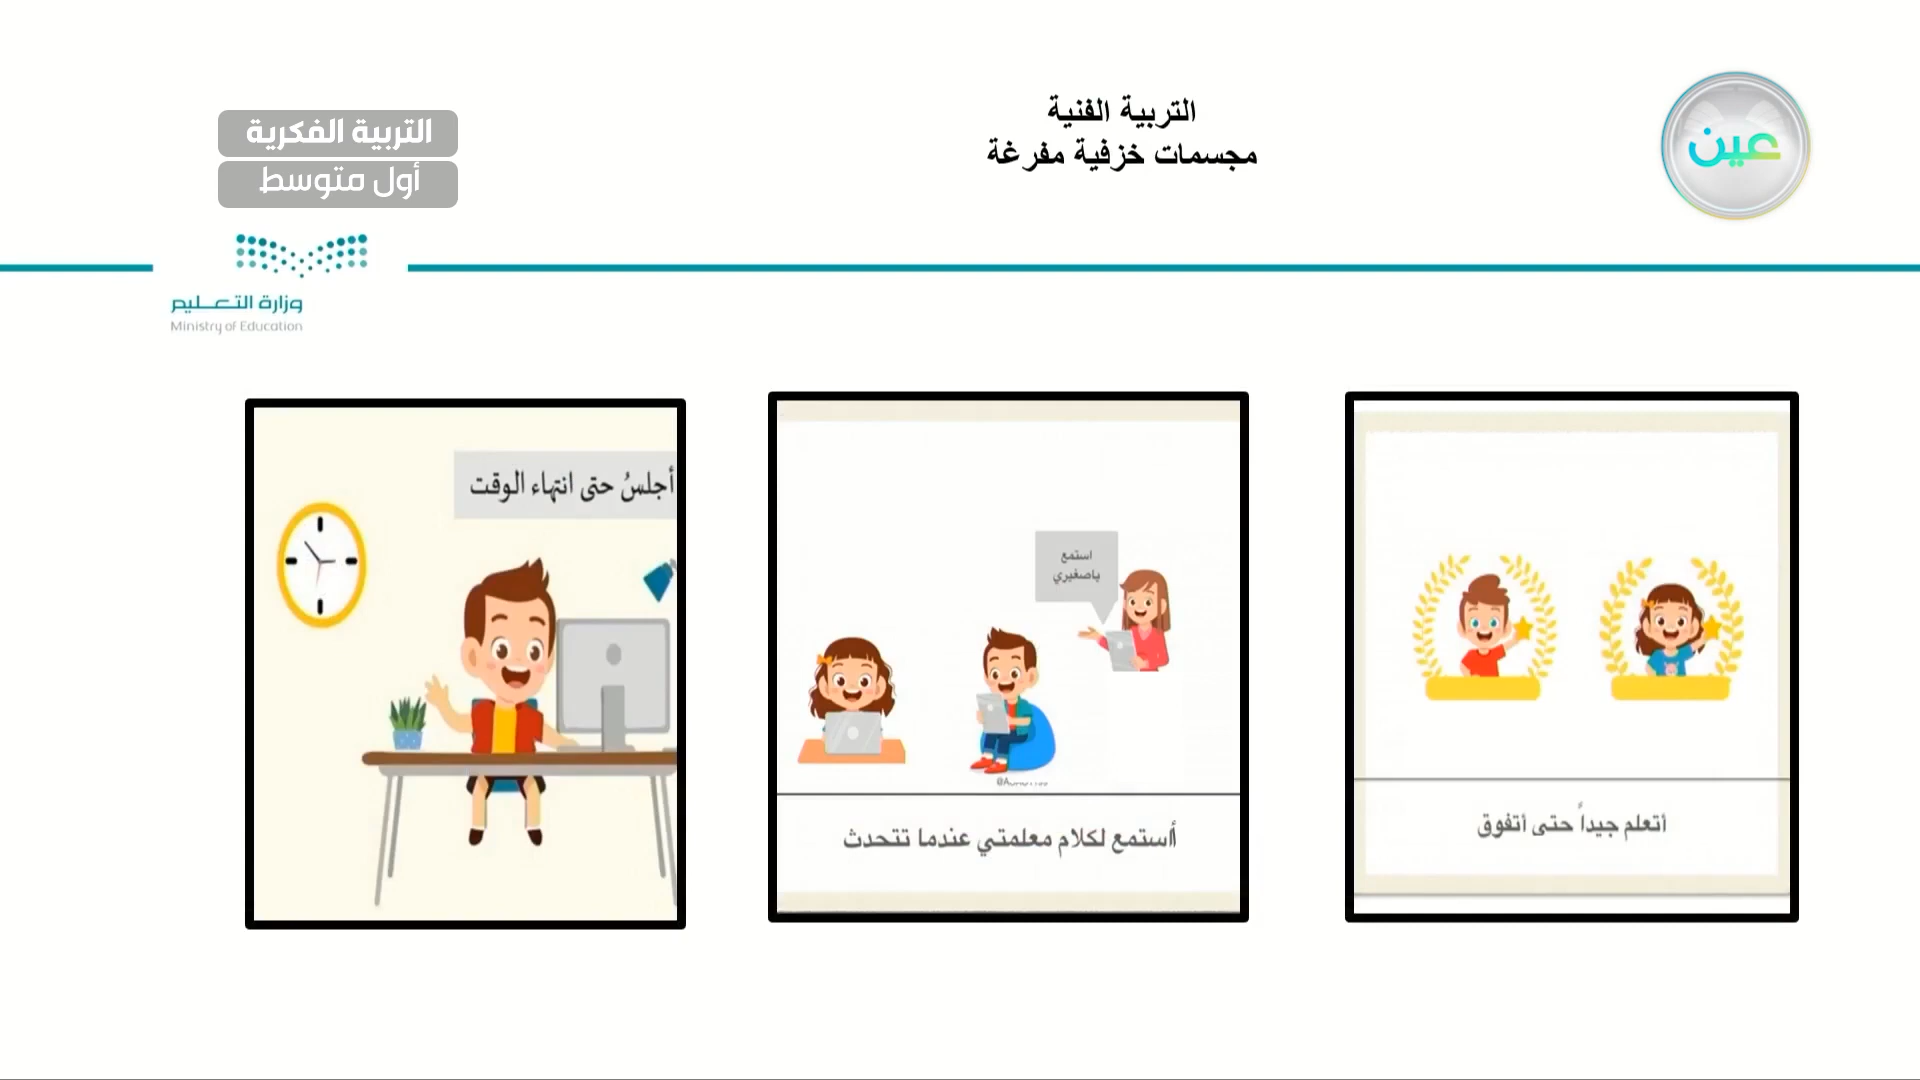 التربية الفنية
مجسمات خزفية مفرغة
عين
التربية الفكرية
أول متوسط
وزارة التعليم
Ministry of Education
أتعلم جيداً حتى أتفوق
استمع
ياصغيري
أستمع لكلام معلمتي عندما تتحدث
أجلسُ حتى انتهاء الوقت